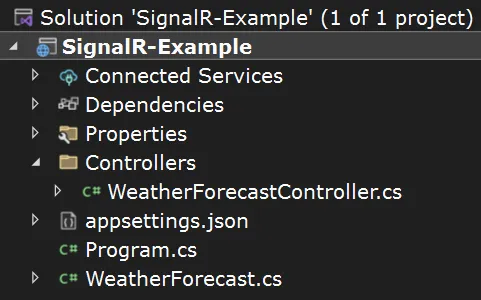 Solution 'SignalR-Example' (1 of 1 project)
SignalR-Example
Connected Services
Dependencies
Properties
Controllers
C# WeatherForecastController.cs
appsettings.json
C# Program.cs
C# WeatherForecast.cs